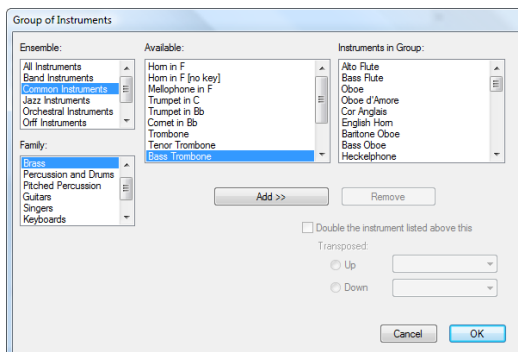 Group of Instruments
Ensemble:
All Instruments
Band Instruments
Common Instruments
Jazz Instruments
Orchestral Instruments
Orff Instruments
Family:
Brass
Percussion and Drums
Pitched Percussion
Guitars
Singers
Keyboards
Available:
Horn in F
Horn in F [no key]
Mellophone in F
Trumpet in C
Trumpet in Bb
Cornet in Bb
Trombone
Tenor Trombone
Bass Trombone
Instruments in Group:
Alto Flute
Bass Flute
Oboe
Oboe d'Amore
Cor Anglais
English Horn
Baritone Oboe
Bass Oboe
Heckelphone
Add >>
Remove
Double the instrument listed above this
Transposed:
Up
Down
Cancel
OK